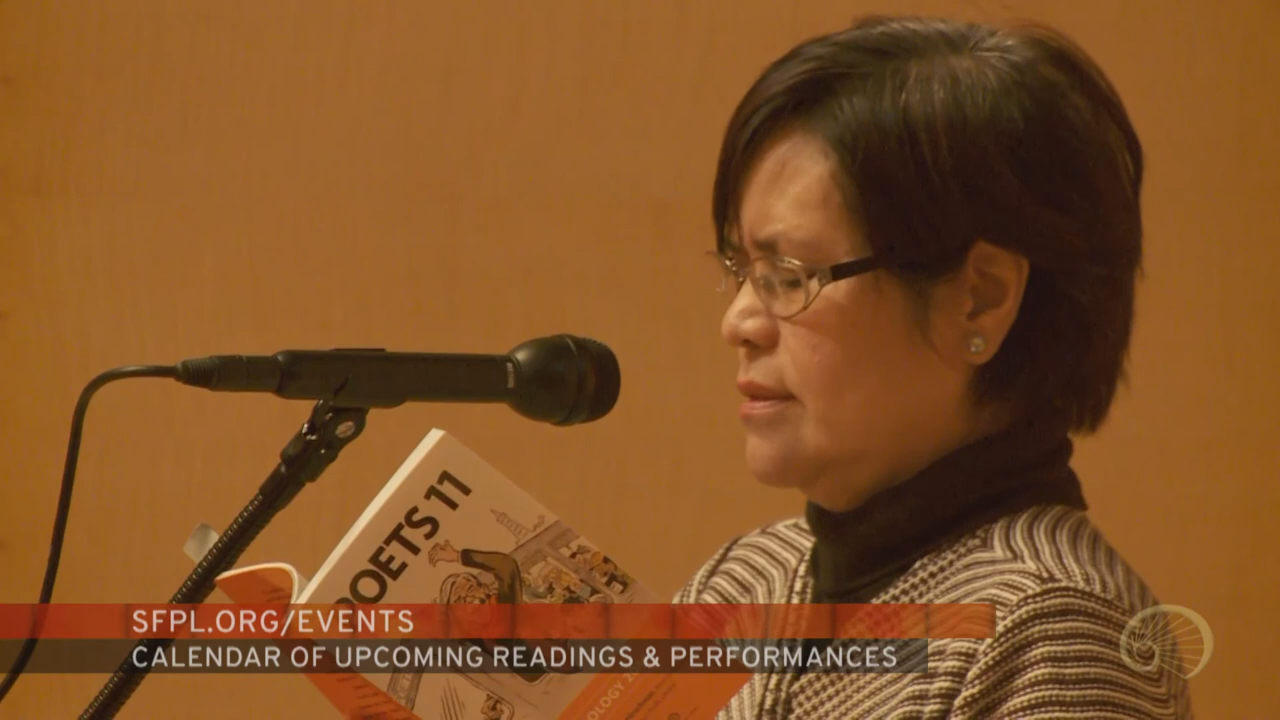 POETS 11
SFPL.ORG/EVENTS
CALENDAR OF UPCOMING READINGS & PERFORMANCES